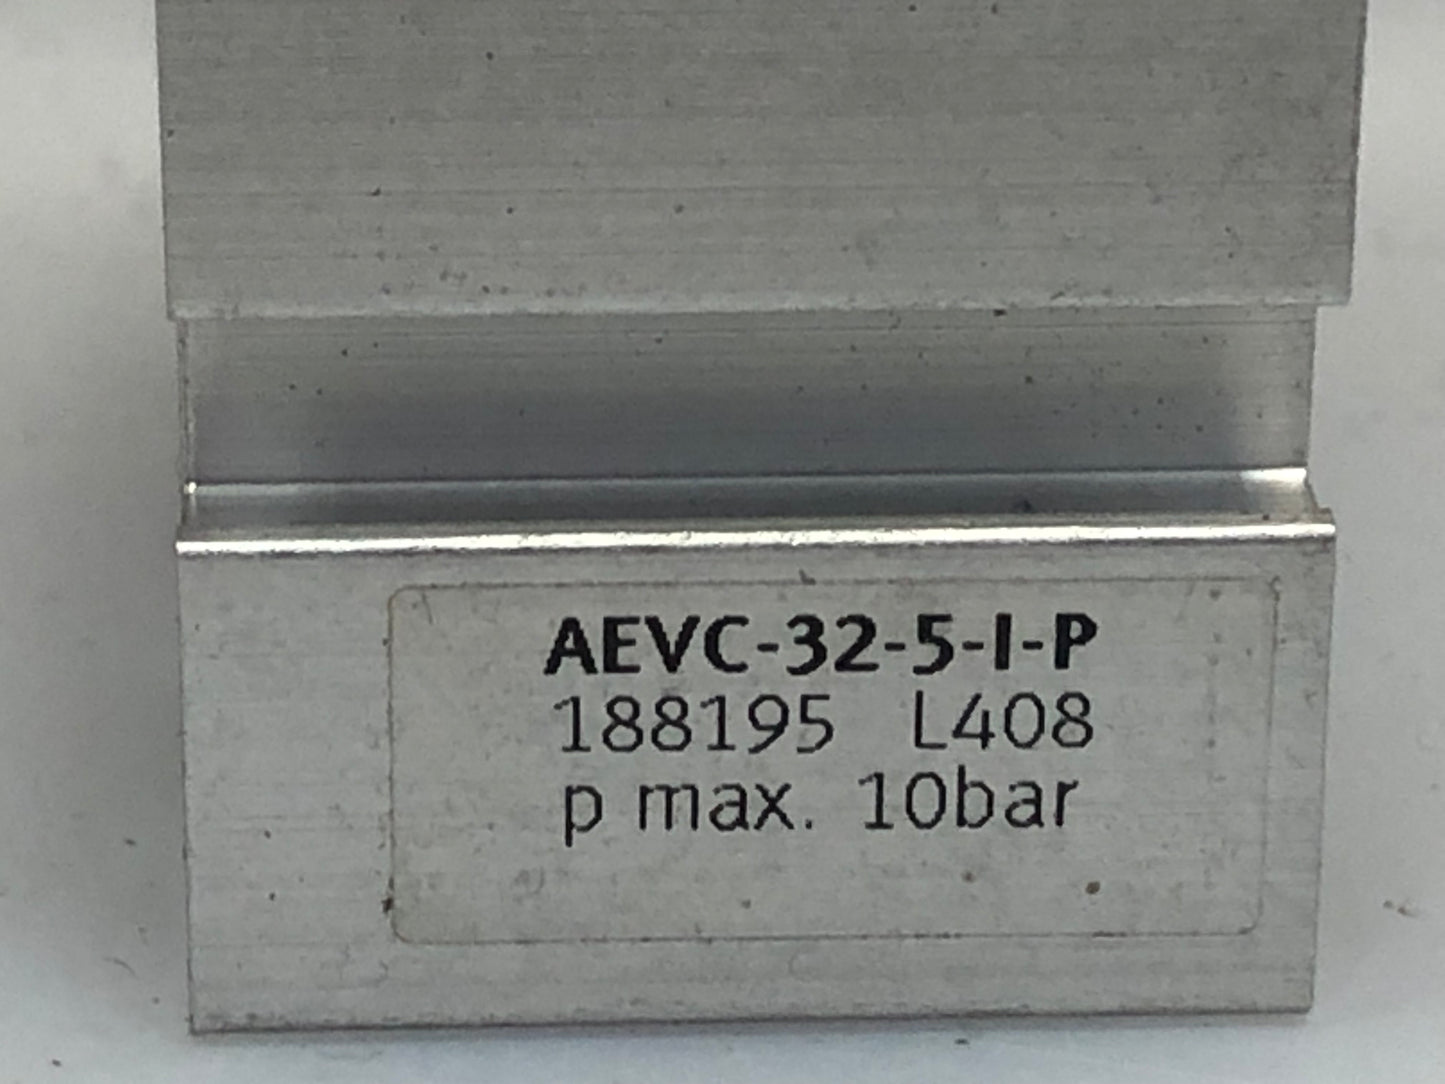 AEVC-32-5-I-P
188195 L408
p max. 10bar